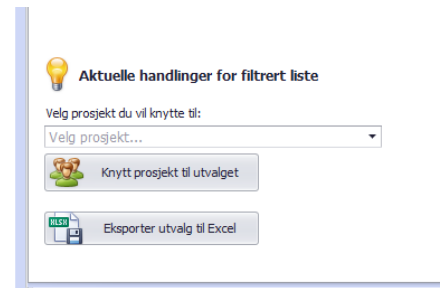 Aktuelle handlinger for filtrert liste
Velg prosjekt du vil knytte til:
Velg prosjekt...
Knytt prosjekt til utvalget
XLSX
Eksporter utvalg til Excel